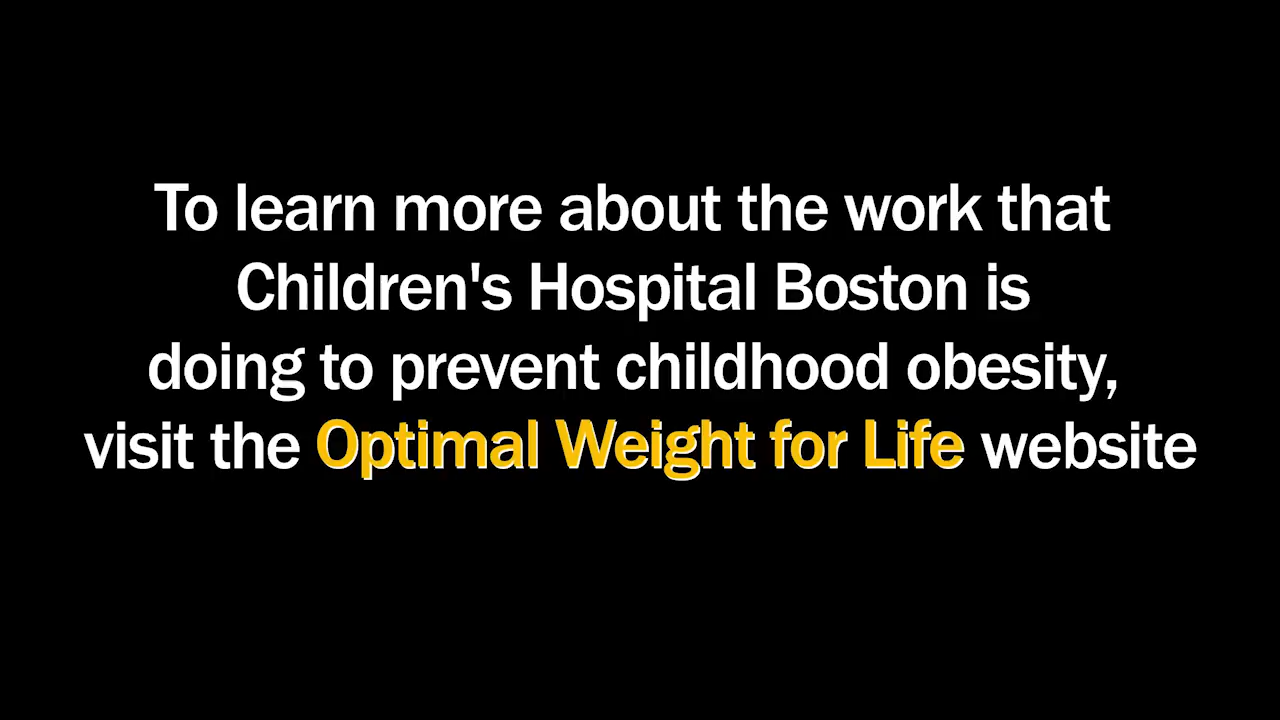 To learn more about the work that
Children's Hospital Boston is
doing to prevent childhood obesity,
visit the Optimal Weight for Life website